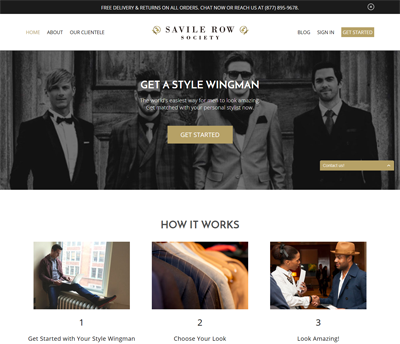 FREE DELIVERY & RETURNS ON ALL ORDERS. CHAT NOW OR REACH US AT (877) 895-9678.
HOME ABOUT OUR CLIENTELE SAVILE ROW SOCIETY BLOG SIGN IN GET STARTED
GET A STYLE WINGMAN
The world's easiest way for men to look amazing
Get matched with your personal stylist now
GET STARTED
Contact us!
HOW IT WORKS
1 2 3
Get Started with Your Style Wingman Choose Your Look Look Amazing!